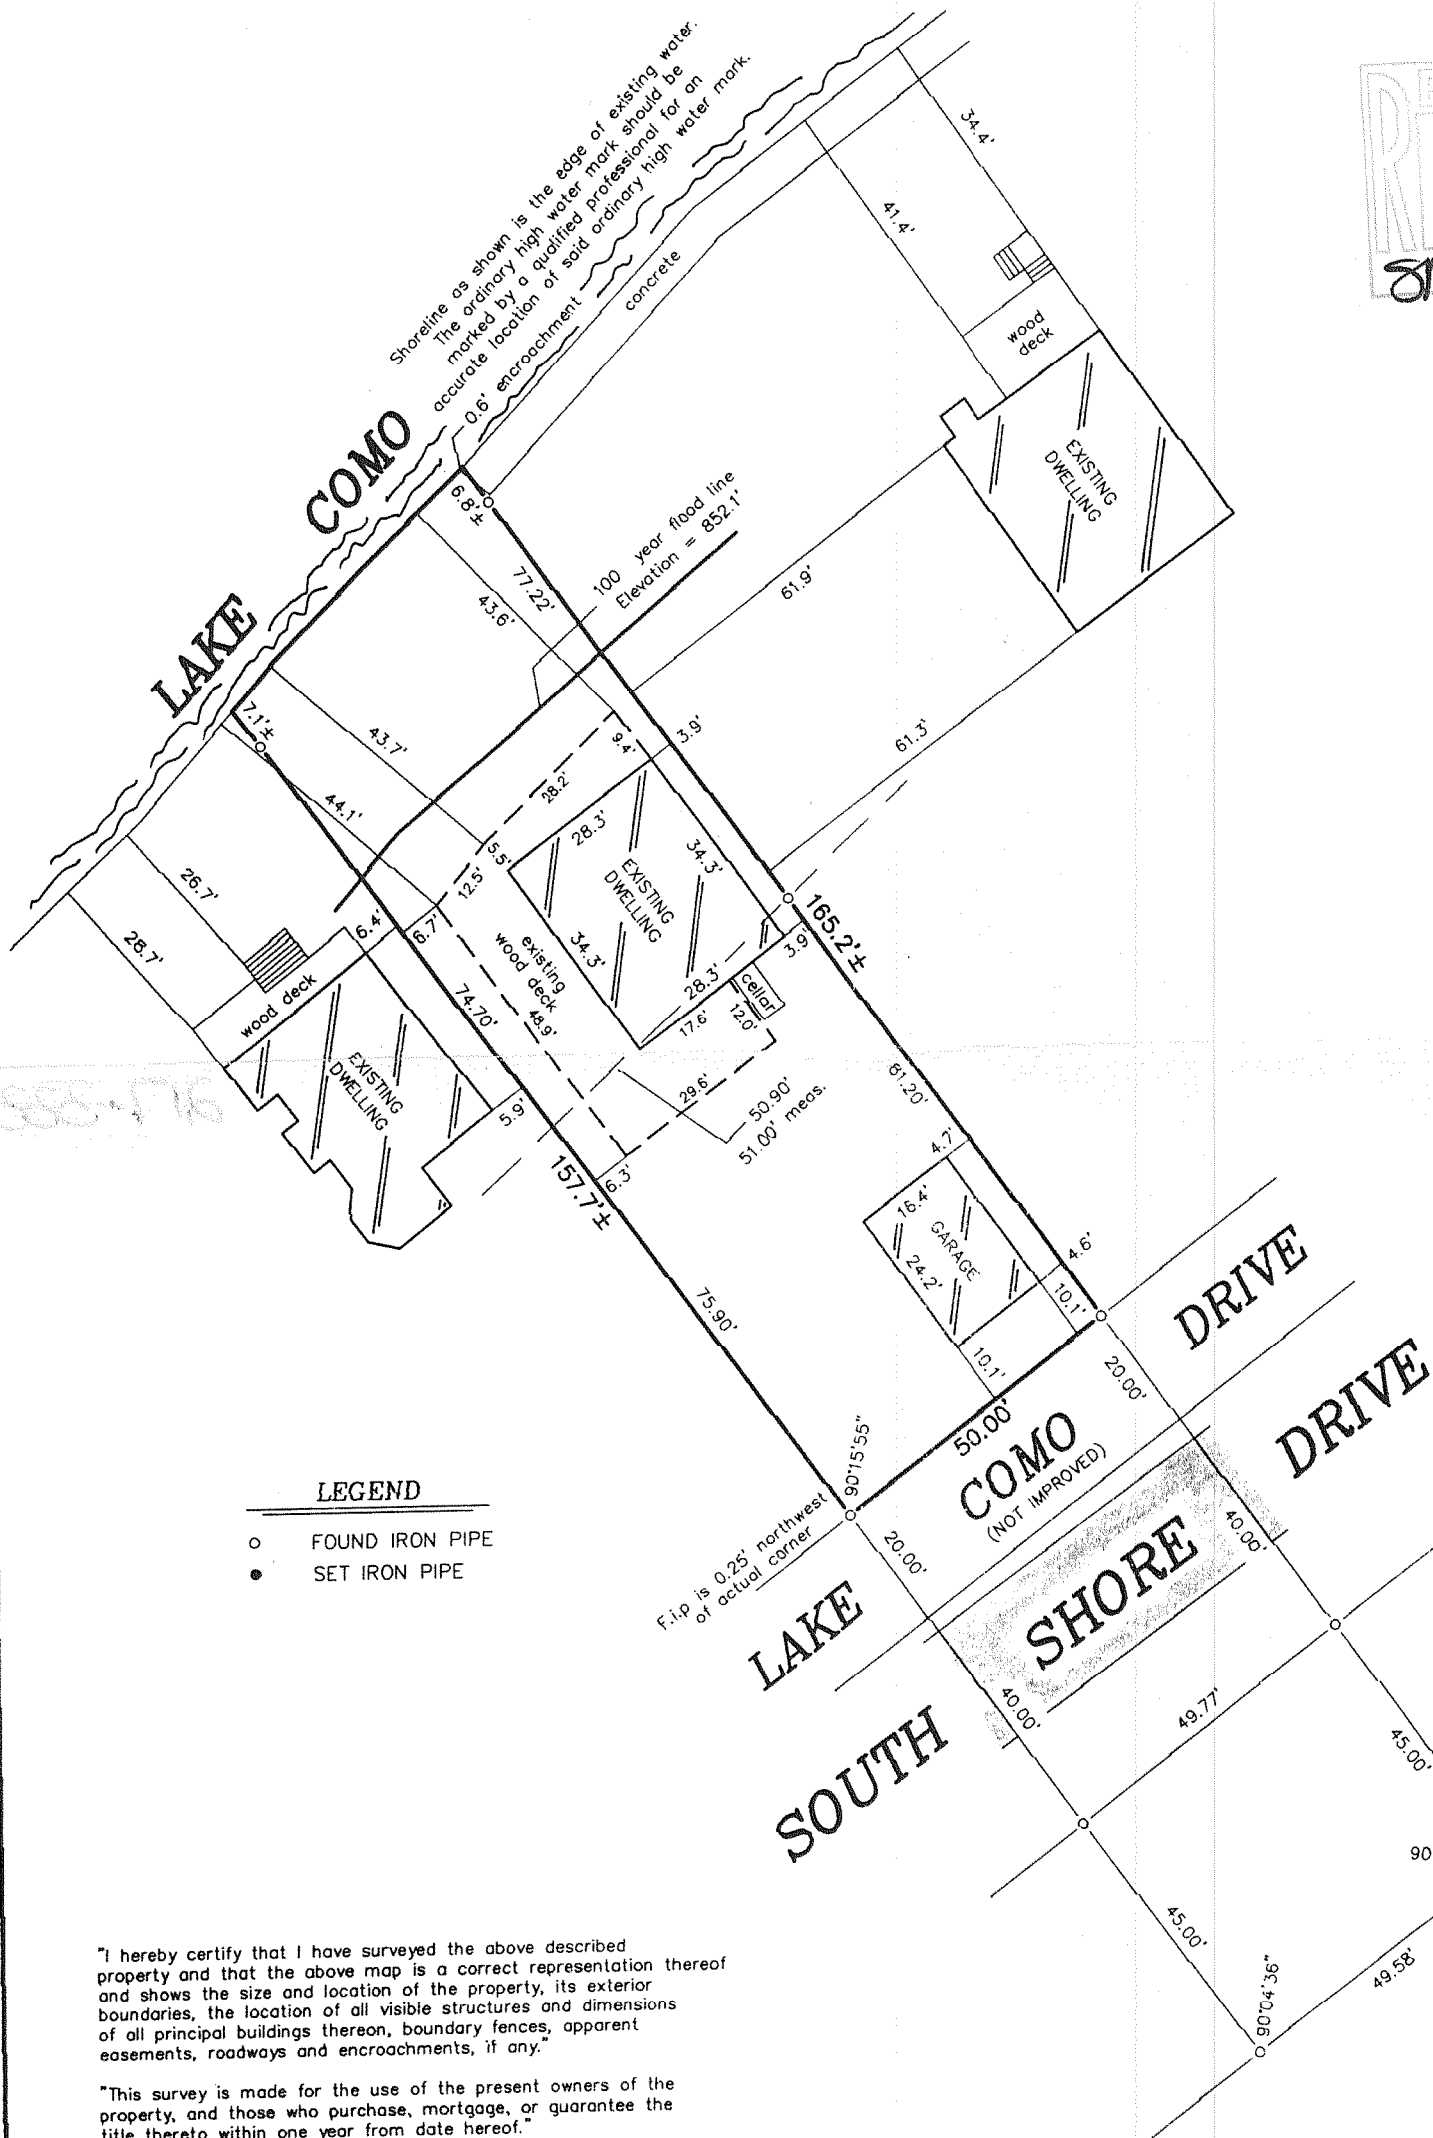 Shoreline as shown is the edge of existing water.
The ordinary high water mark should be
marked by a qualified professional for an
accurate location of said ordinary high water mark.
0.6' encroachment
concrete
34.4'
41.4'
wood
deck
EXISTING
DWELLING
LAKE COMO
6.8'±
77.22'
43.6'
100 year flood line
Elevation = 852.1'
61.9'
61.3'
7.1'±
43.7'
44.1'
3.9'
9.4'
28.2'
28.3'
34.3'
5.5'
12.5'
EXISTING
DWELLING
34.3'
28.3'
165.2'±
3.9'
26.7'
28.7'
6.4'
6.7'
wood deck
existing
wood deck
74.70'
48.9'
cellar
17.6'
12.0'
29.6'
50.90'
51.00' meas.
EXISTING
DWELLING
5.9'
157.7'±
6.3'
81.20'
4.7'
16.4'
GARAGE
24.2'
4.6'
10.1'
10.1'
75.90'
50.00'
90°15'55"
20.00'
20.00'
F.i.p is 0.25' northwest
of actual corner
LAKE COMO DRIVE
(NOT IMPROVED)
SOUTH SHORE DRIVE
40.00'
40.00'
49.77'
45.00'
45.00'
90
90°04'36"
49.58'
LEGEND
○ FOUND IRON PIPE
● SET IRON PIPE
"I hereby certify that I have surveyed the above described
property and that the above map is a correct representation thereof
and shows the size and location of the property, its exterior
boundaries, the location of all visible structures and dimensions
of all principal buildings thereon, boundary fences, apparent
easements, roadways and encroachments, if any."
"This survey is made for the use of the present owners of the
property, and those who purchase, mortgage, or guarantee the
title thereto within one year from date hereof."